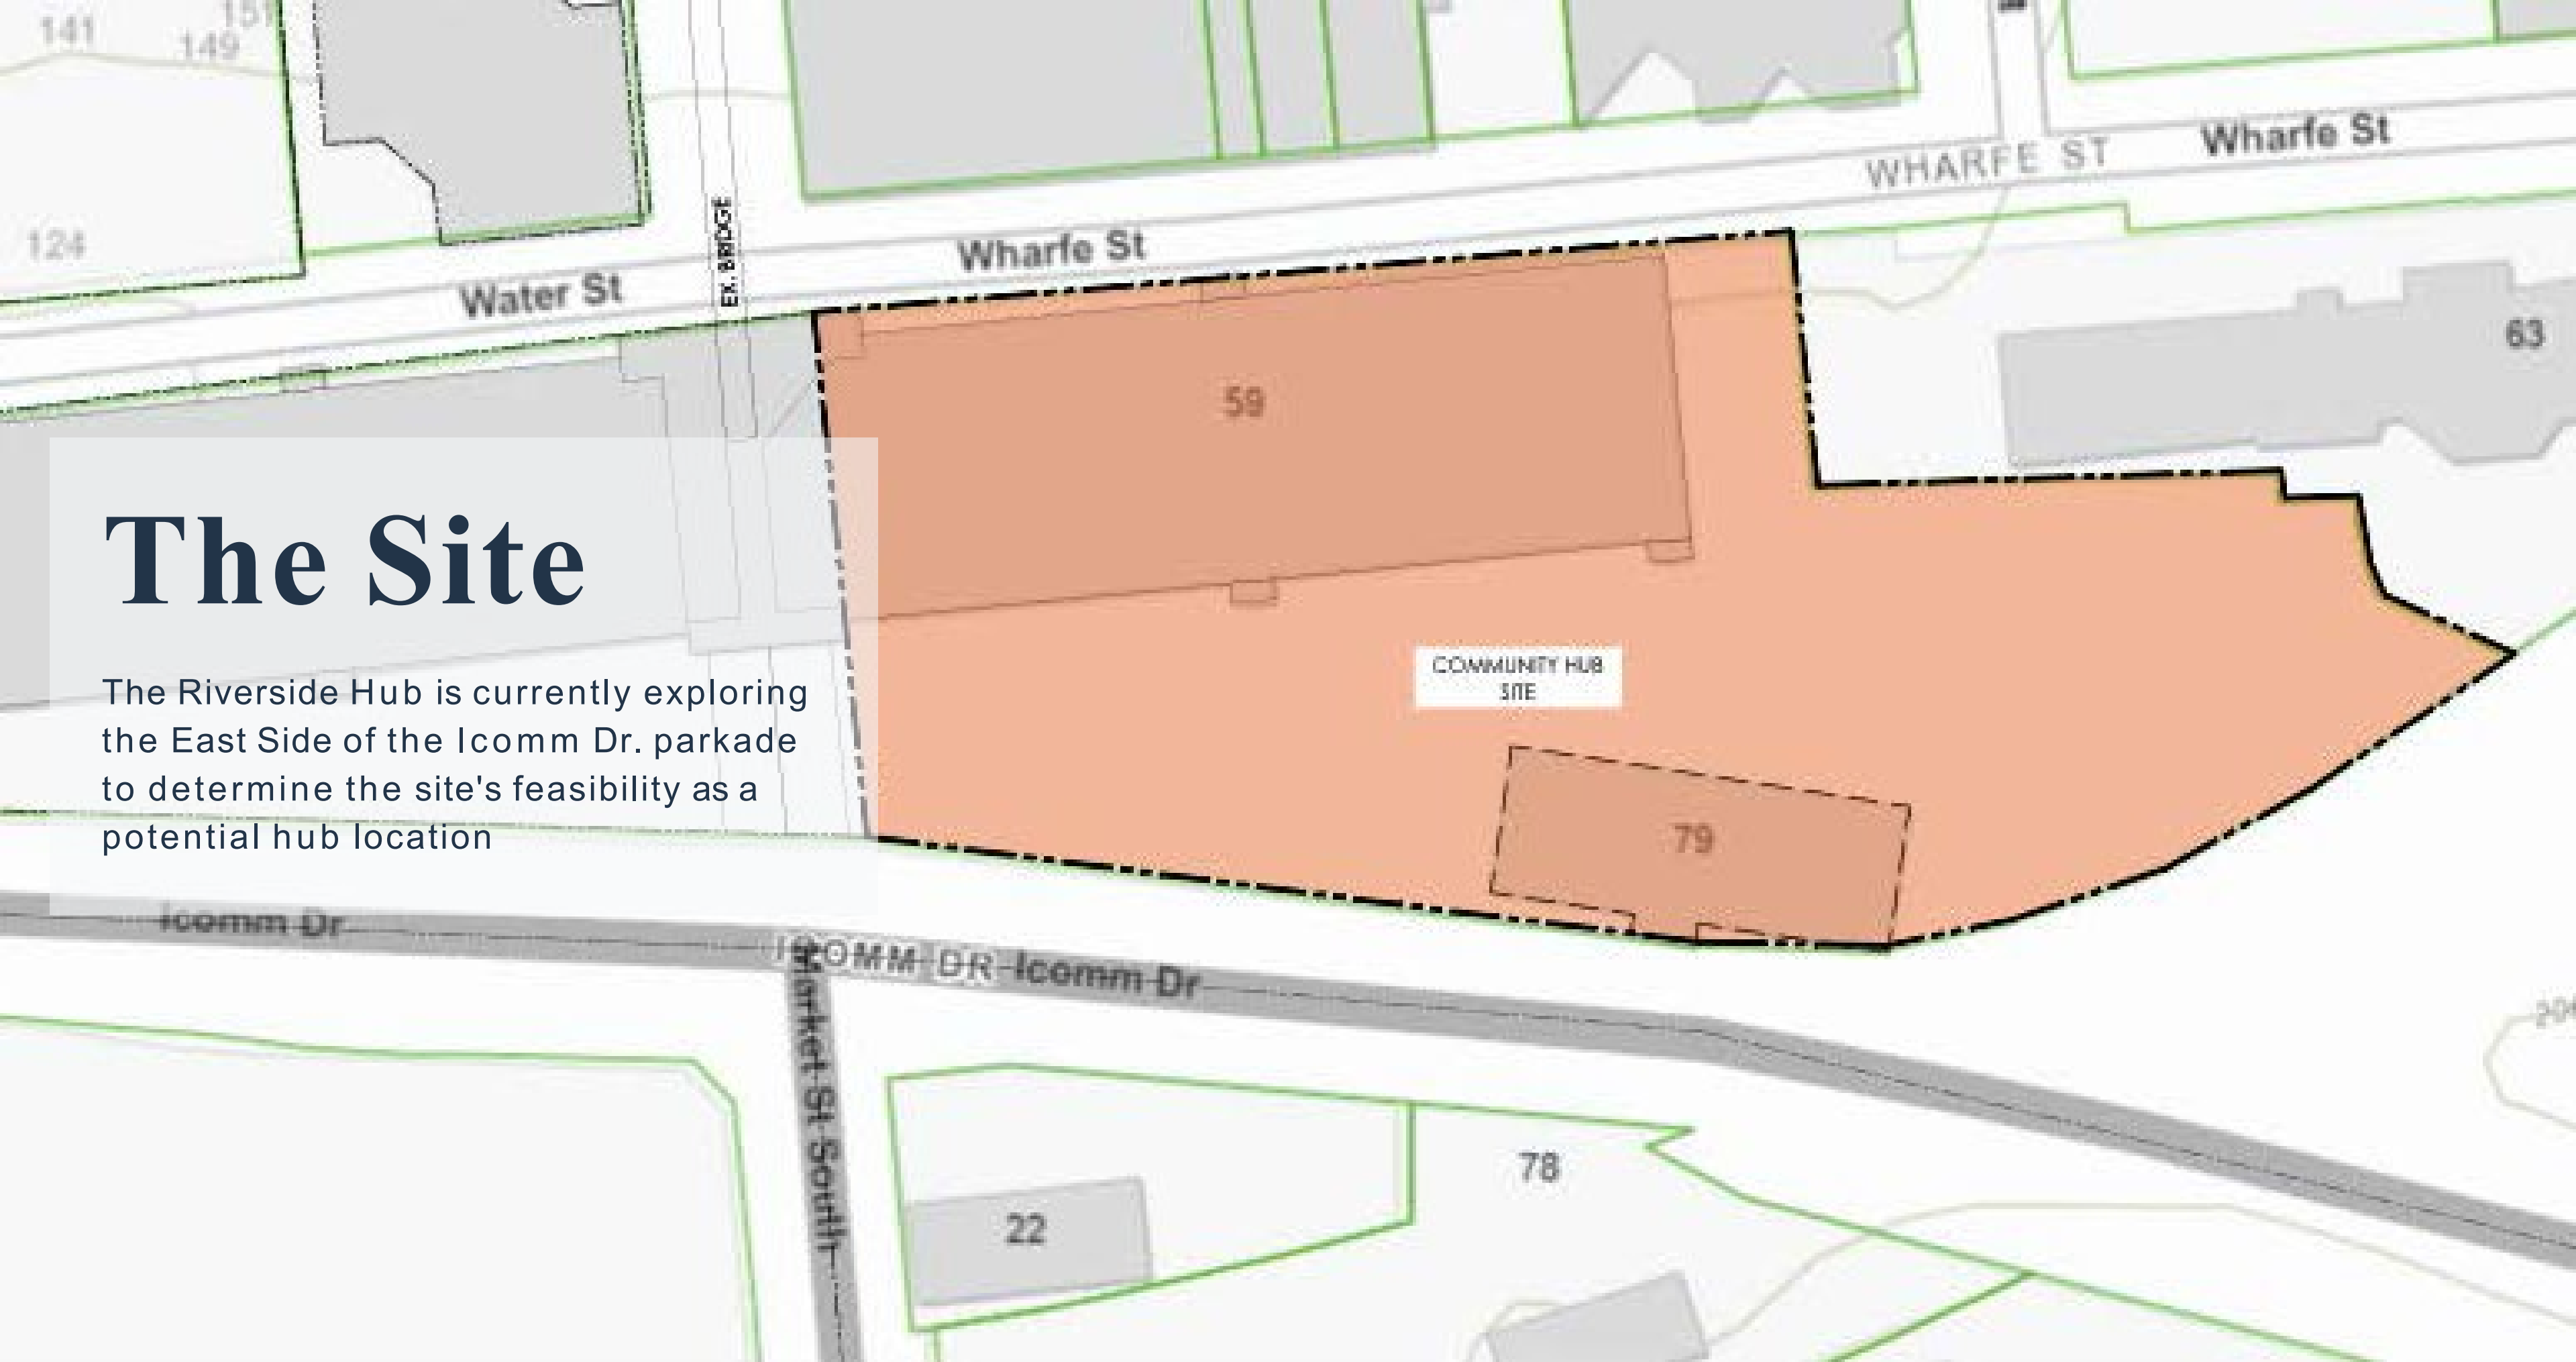 151
141
149
124
Water St
EX. BRIDGE
Wharfe St
WHARFE ST
Wharfe St
63
59
The Site
The Riverside Hub is currently exploring
the East Side of the Icomm Dr. parkade
to determine the site's feasibility as a
potential hub location
COMMUNITY HUB
SITE
79
Icomm Dr
ICOMM DR
Icomm Dr
Market St South
22
78